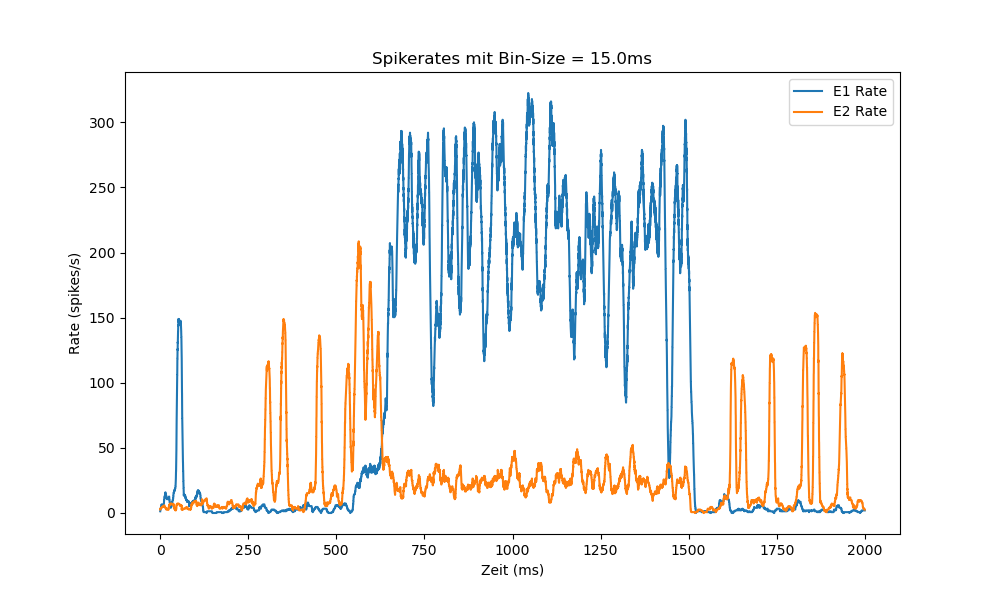 Spikerates mit Bin-Size = 15.0ms
E1 Rate
E2 Rate
Rate (spikes/s)
300
250
200
150
100
50
0
0 250 500 750 1000 1250 1500 1750 2000
Zeit (ms)